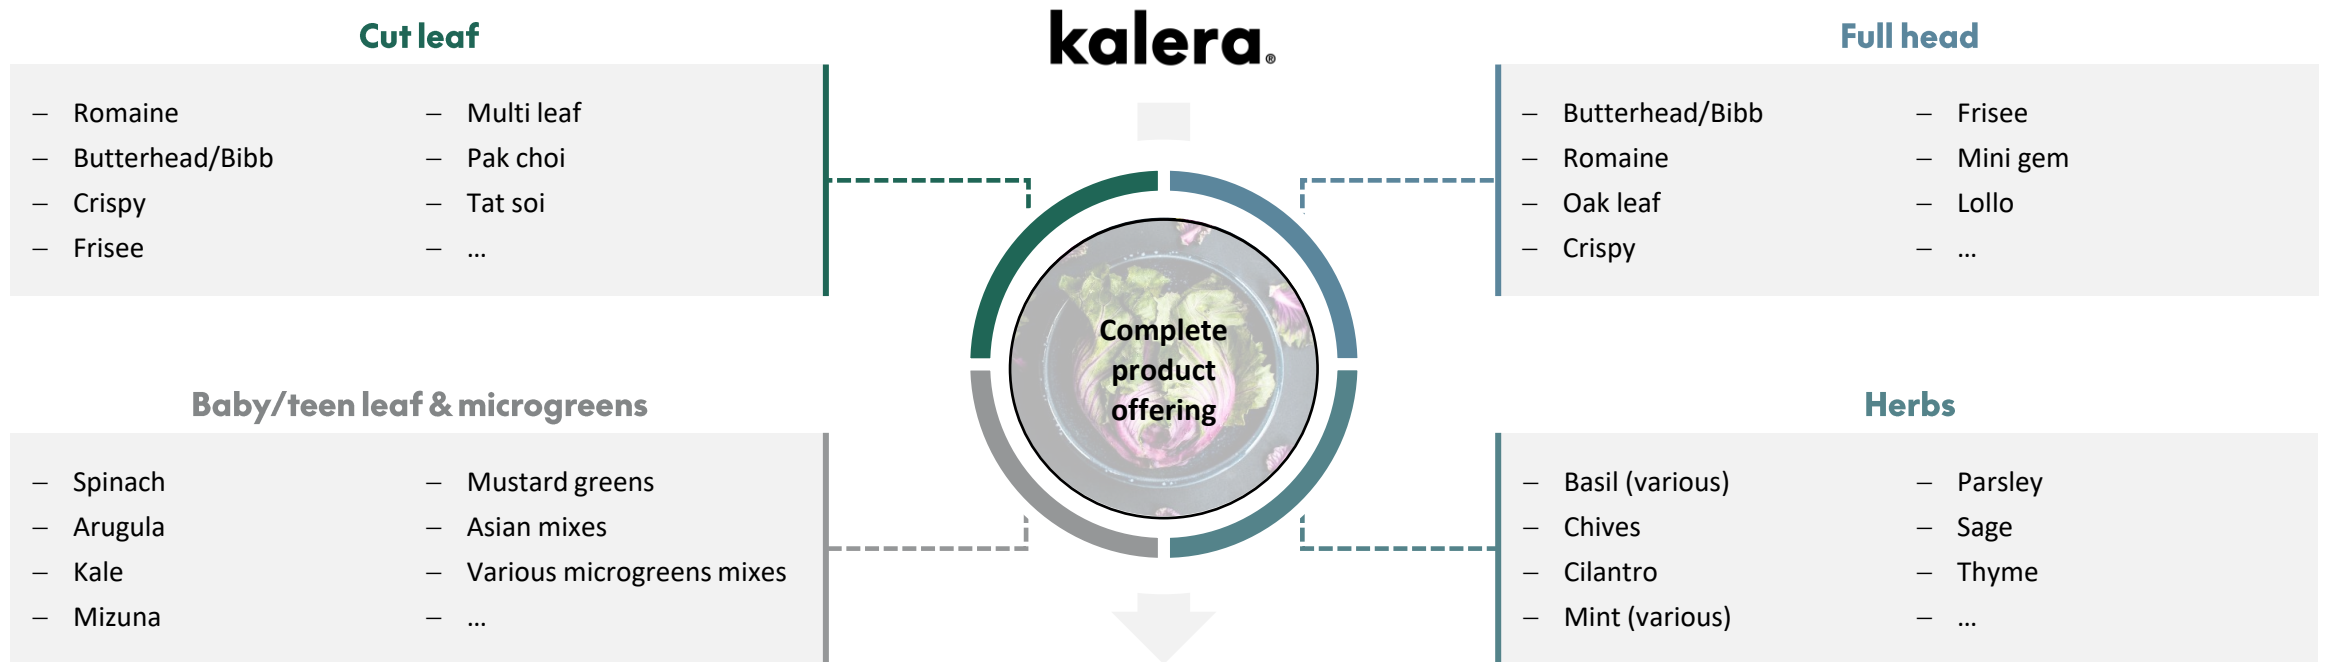 kalera®
Cut leaf
– Romaine
– Butterhead/Bibb
– Crispy
– Frisee
– Multi leaf
– Pak choi
– Tat soi
– ...
Full head
– Butterhead/Bibb
– Romaine
– Oak leaf
– Crispy
– Frisee
– Mini gem
– Lollo
– ...
Complete
product
offering
Baby/teen leaf & microgreens
– Spinach
– Arugula
– Kale
– Mizuna
– Mustard greens
– Asian mixes
– Various microgreens mixes
– ...
Herbs
– Basil (various)
– Chives
– Cilantro
– Mint (various)
– Parsley
– Sage
– Thyme
– ...